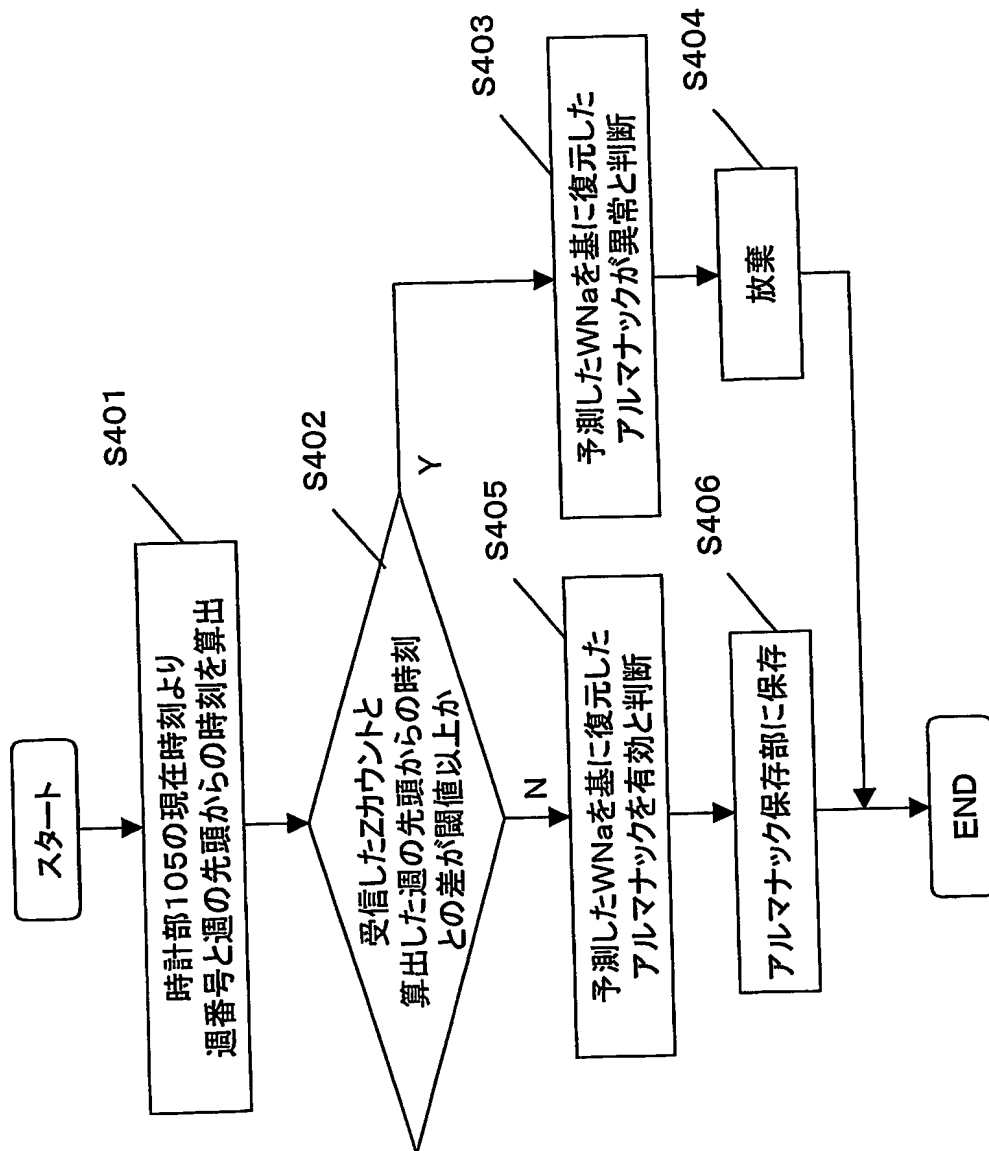 スタート
S401
時計部105の現在時刻より
週番号と週の先頭からの時刻を算出
S402
受信したZカウントと
算出した週の先頭からの時刻
との差が閾値以上か
Y
N
S403
予測したWNaを基に復元した
アルマナックが異常と判断
S404
放棄
S405
予測したWNaを基に復元した
アルマナックを有効と判断
S406
アルマナック保存部に保存
END